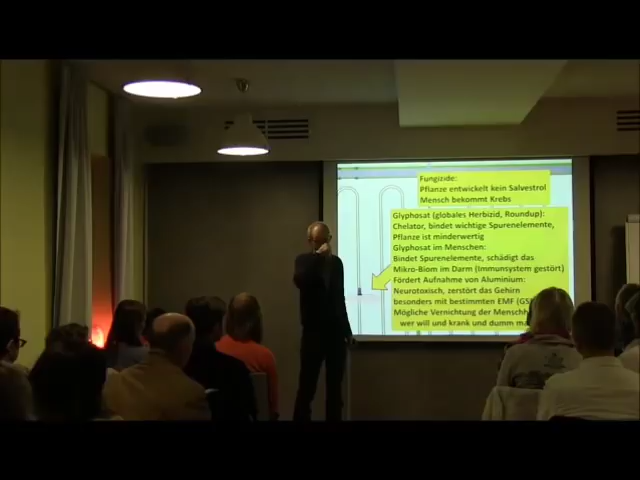 Fungizide:
Pflanze entwickelt kein Salvestrol
Mensch bekommt Krebs
Glyphosat (globales Herbizid, Roundup):
Chelator, bindet wichtige Spurenelemente,
Pflanze ist minderwertig
Glyphosat im Menschen:
Bindet Spurenelemente, schädigt das
Mikro-Biom im Darm (Immunsystem gestört)
Fördert Aufnahme von Aluminium:
Neurotoxisch, zerstört das Gehirn
besonders mit bestimmten EMF
Mögliche Vernichtung der
wer will und krank und dumm